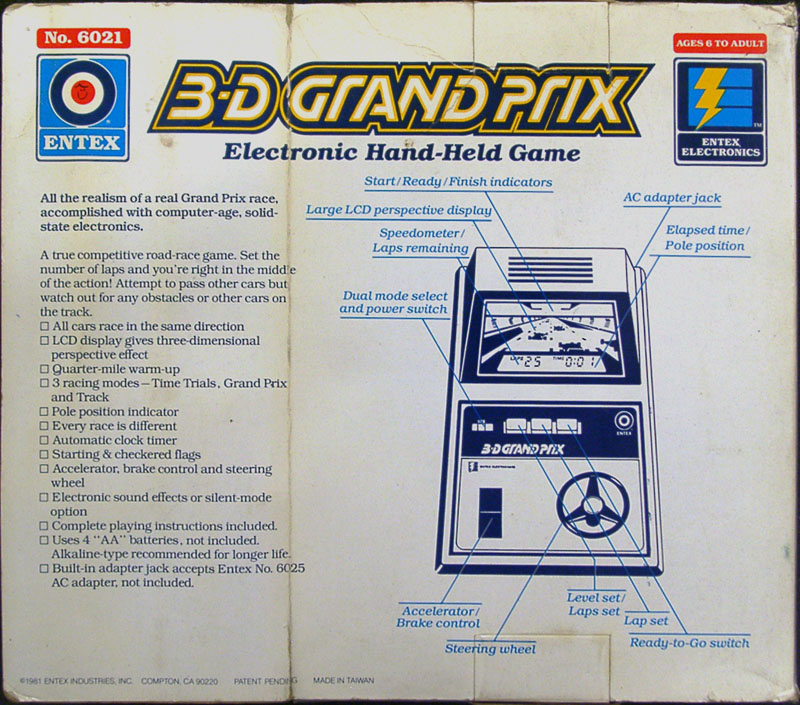 No. 6021
AGES 6 TO ADULT
ENTEX
3-D GRAND PRIX
Electronic Hand-Held Game
ENTEX
ELECTRONICS
TM
All the realism of a real Grand Prix race,
accomplished with computer-age, solid-
state electronics.
A true competitive road-race game. Set the
number of laps and you're right in the middle
of the action! Attempt to pass other cars but
watch out for any obstacles or other cars on
the track.
□ All cars race in the same direction
□ LCD display gives three-dimensional
perspective effect
□ Quarter-mile warm-up
□ 3 racing modes—Time Trials, Grand Prix
and Track
□ Pole position indicator
□ Every race is different
□ Automatic clock timer
□ Starting & checkered flags
□ Accelerator, brake control and steering
wheel
□ Electronic sound effects or silent-mode
option
□ Complete playing instructions included.
□ Uses 4 "AA" batteries, not included.
Alkaline-type recommended for longer life.
□ Built-in adapter jack accepts Entex No. 6025
AC adapter, not included.
Start/Ready/Finish indicators
Large LCD perspective display
AC adapter jack
Speedometer/
Laps remaining
Elapsed time/
Pole position
Dual mode select
and power switch
LAPS 25 TIME 0:01
ENTEX
3-D GRAND PRIX
ENTEX ELECTRONICS
Accelerator/
Brake control
Steering wheel
Level set/
Laps set
Lap set
Ready-to-Go switch
©1981 ENTEX INDUSTRIES, INC. COMPTON, CA 90220 PATENT PENDING MADE IN TAIWAN